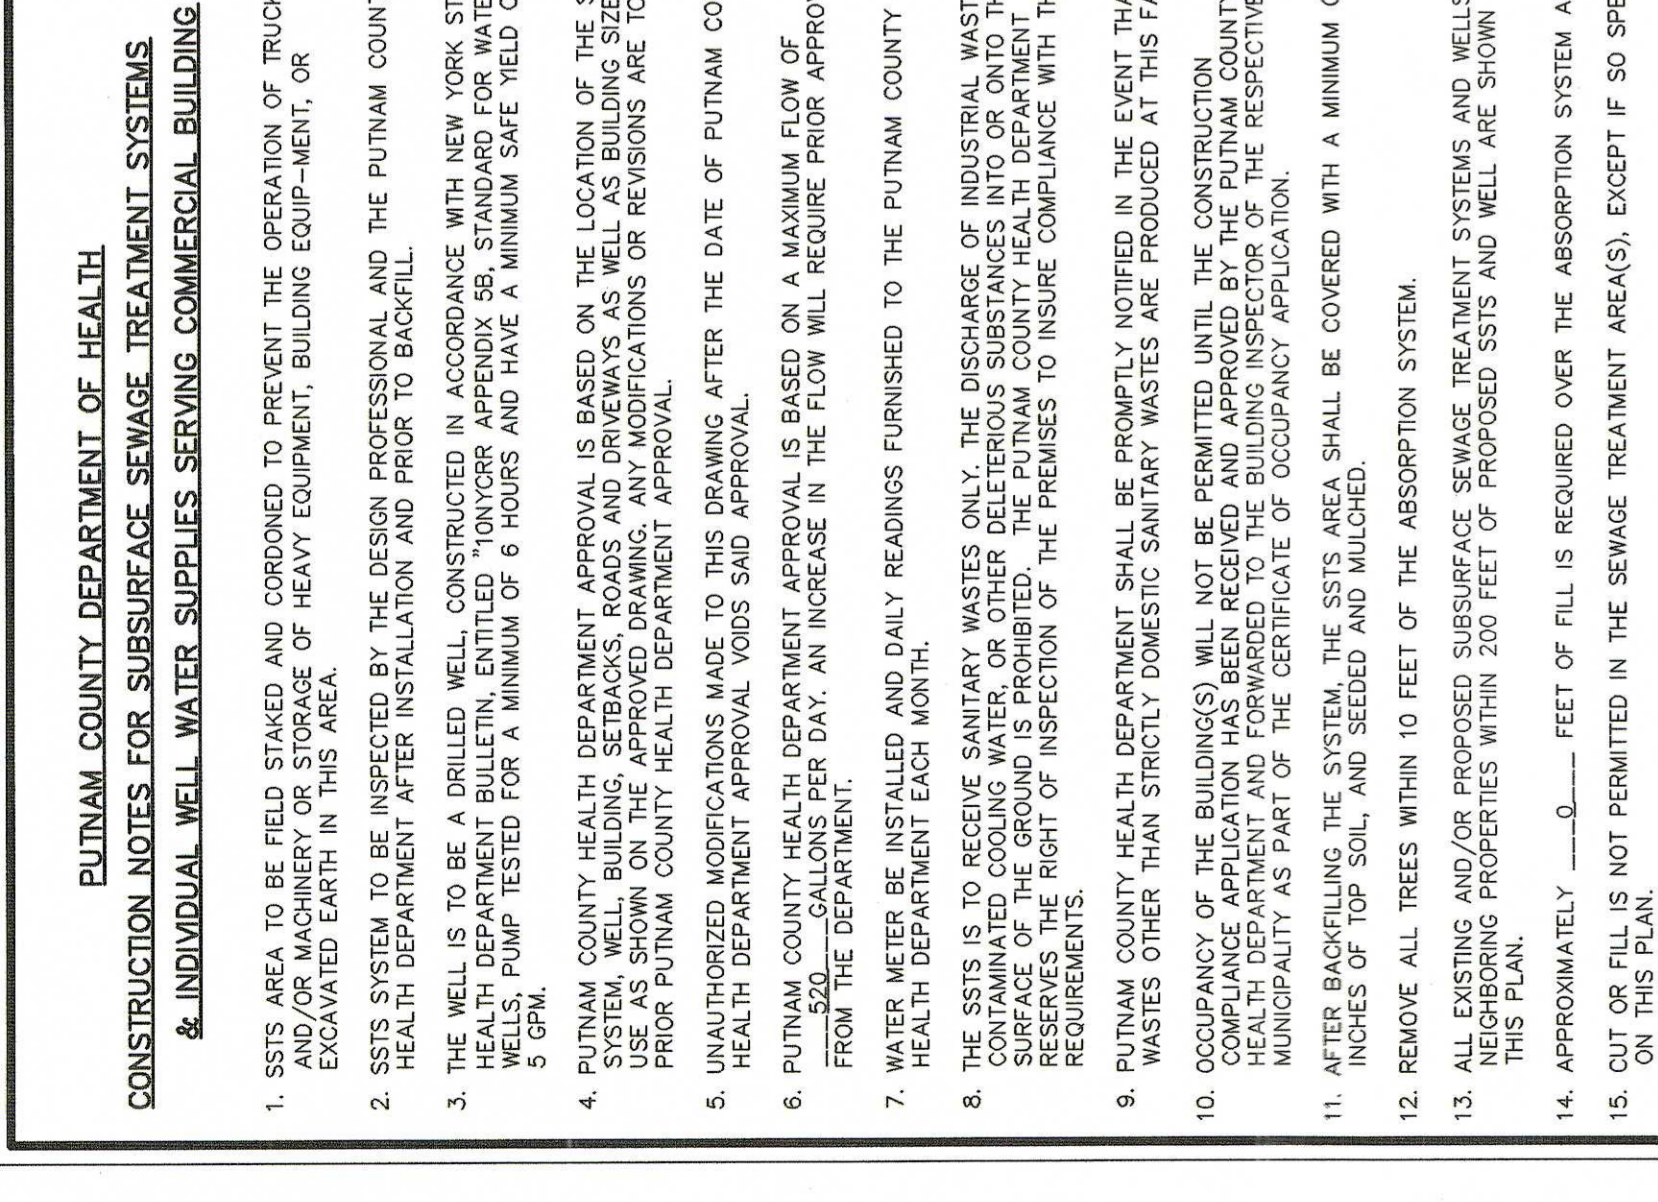 PUTNAM COUNTY DEPARTMENT OF HEALTH
CONSTRUCTION NOTES FOR SUBSURFACE SEWAGE TREATMENT SYSTEMS
& INDIVIDUAL WELL WATER SUPPLIES SERVING COMMERCIAL BUILDING
1. SSTS AREA TO BE FIELD STAKED AND CORDONED TO PREVENT THE OPERATION OF TRUCK
AND/OR MACHINERY OR STORAGE OF HEAVY EQUIPMENT, BUILDING EQUIP-MENT, OR
EXCAVATED EARTH IN THIS AREA.
2. SSTS SYSTEM TO BE INSPECTED BY THE DESIGN PROFESSIONAL AND THE PUTNAM COUNT
HEALTH DEPARTMENT AFTER INSTALLATION AND PRIOR TO BACKFILL.
3. THE WELL IS TO BE A DRILLED WELL, CONSTRUCTED IN ACCORDANCE WITH NEW YORK ST
HEALTH DEPARTMENT BULLETIN, ENTITLED "10NYCRR APPENDIX 5B, STANDARD FOR WATE
WELLS, PUMP TESTED FOR A MINIMUM OF 6 HOURS AND HAVE A MINIMUM SAFE YIELD O
5 GPM.
4. PUTNAM COUNTY HEALTH DEPARTMENT APPROVAL IS BASED ON THE LOCATION OF THE S
SYSTEM, WELL, BUILDING, SETBACKS, ROADS AND DRIVEWAYS AS WELL AS BUILDING SIZE
USE AS SHOWN ON THE APPROVED DRAWING. ANY MODIFICATIONS OR REVISIONS ARE TO
PRIOR PUTNAM COUNTY HEALTH DEPARTMENT APPROVAL.
5. UNAUTHORIZED MODIFICATIONS MADE TO THIS DRAWING AFTER THE DATE OF PUTNAM CO
HEALTH DEPARTMENT APPROVAL VOIDS SAID APPROVAL.
6. PUTNAM COUNTY HEALTH DEPARTMENT APPROVAL IS BASED ON A MAXIMUM FLOW OF
___520___GALLONS PER DAY. AN INCREASE IN THE FLOW WILL REQUIRE PRIOR APPROV
FROM THE DEPARTMENT.
7. WATER METER BE INSTALLED AND DAILY READINGS FURNISHED TO THE PUTNAM COUNTY
HEALTH DEPARTMENT EACH MONTH.
8. THE SSTS IS TO RECEIVE SANITARY WASTES ONLY. THE DISCHARGE OF INDUSTRIAL WAST
CONTAMINATED COOLING WATER, OR OTHER DELETERIOUS SUBSTANCES INTO OR ONTO TH
SURFACE OF THE GROUND IS PROHIBITED. THE PUTNAM COUNTY HEALTH DEPARTMENT
RESERVES THE RIGHT OF INSPECTION OF THE PREMISES TO INSURE COMPLIANCE WITH TH
REQUIREMENTS.
9. PUTNAM COUNTY HEALTH DEPARTMENT SHALL BE PROMPTLY NOTIFIED IN THE EVENT THA
WASTES OTHER THAN STRICTLY DOMESTIC SANITARY WASTES ARE PRODUCED AT THIS FA
10. OCCUPANCY OF THE BUILDING(S) WILL NOT BE PERMITTED UNTIL THE CONSTRUCTION
COMPLIANCE APPLICATION HAS BEEN RECEIVED AND APPROVED BY THE PUTNAM COUNTY
HEALTH DEPARTMENT AND FORWARDED TO THE BUILDING INSPECTOR OF THE RESPECTIVE
MUNICIPALITY AS PART OF THE CERTIFICATE OF OCCUPANCY APPLICATION.
11. AFTER BACKFILLING THE SYSTEM, THE SSTS AREA SHALL BE COVERED WITH A MINIMUM O
INCHES OF TOP SOIL, AND SEEDED AND MULCHED.
12. REMOVE ALL TREES WITHIN 10 FEET OF THE ABSORPTION SYSTEM.
13. ALL EXISTING AND/OR PROPOSED SUBSURFACE SEWAGE TREATMENT SYSTEMS AND WELLS
NEIGHBORING PROPERTIES WITHIN 200 FEET OF PROPOSED SSTS AND WELL ARE SHOWN
THIS PLAN.
14. APPROXIMATELY ___0___ FEET OF FILL IS REQUIRED OVER THE ABSORPTION SYSTEM A
15. CUT OR FILL IS NOT PERMITTED IN THE SEWAGE TREATMENT AREA(S), EXCEPT IF SO SPE
ON THIS PLAN.